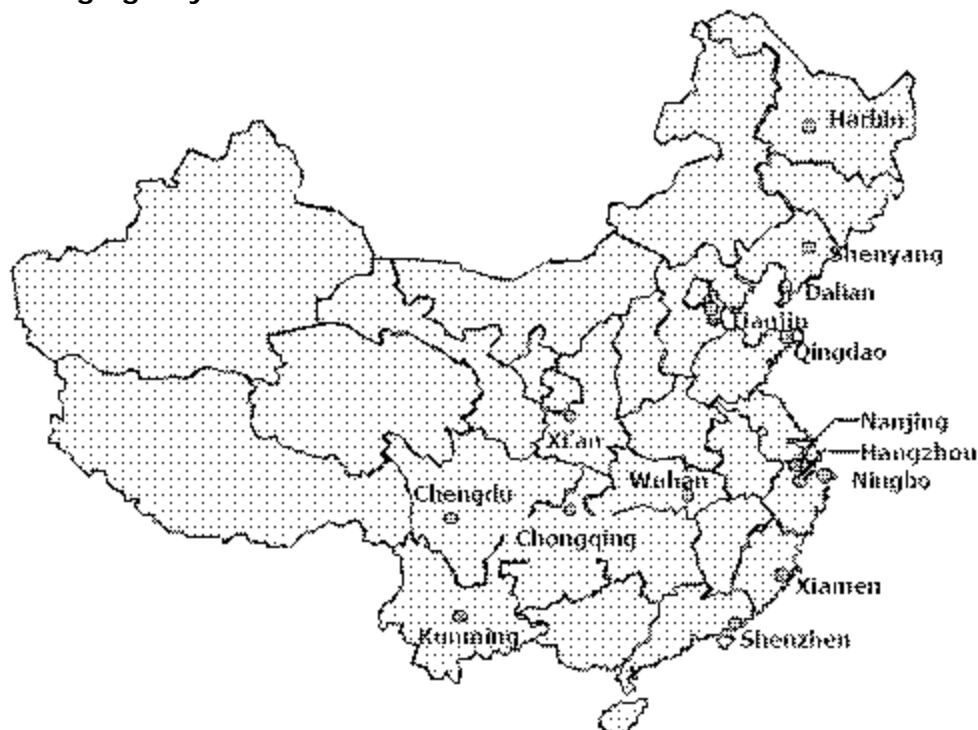 Harbin
Shenyang
Dalian
Tianjin
Qingdao
Nanjing
Xi'an
Hangzhou
Wuhan
Ningbo
Chengdu
Chongqing
Xiamen
Kunming
Shenzhen